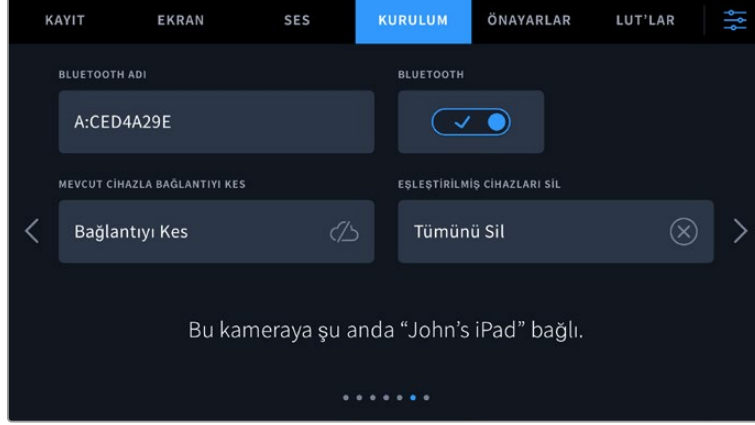 KAYIT EKRAN SES KURULUM ÖNAYARLAR LUT'LAR
BLUETOOTH ADI BLUETOOTH
A:CED4A29E
MEVCUT CİHAZLA BAĞLANTIYI KES EŞLEŞTİRİLMİŞ CİHAZLARI SİL
Bağlantıyı Kes Tümünü Sil
Bu kameraya şu anda “John’s iPad” bağlı.